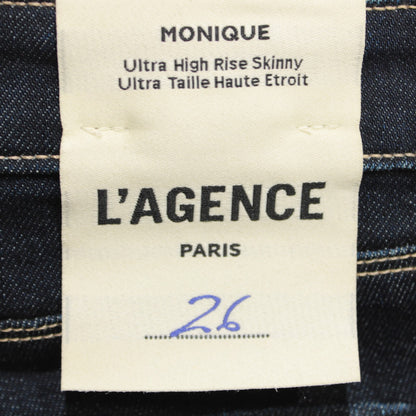 MONIQUE
Ultra High Rise Skinny
Ultra Taille Haute Etroit
L'AGENCE
PARIS
26